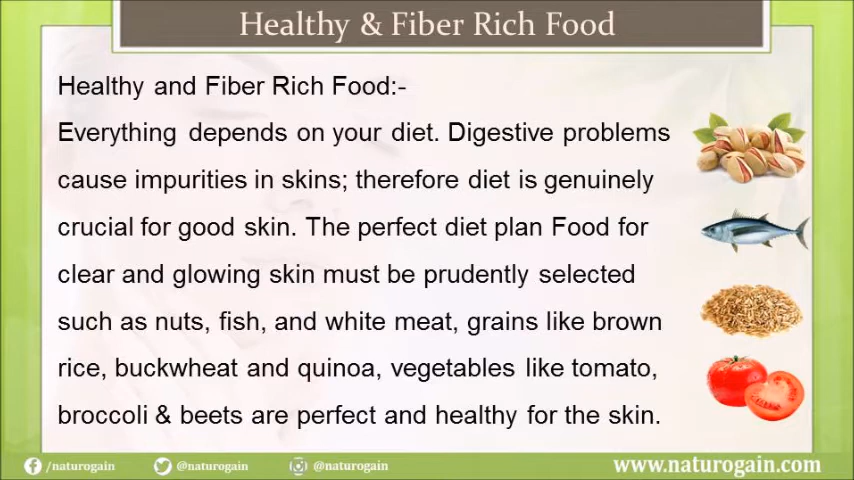 Healthy & Fiber Rich Food
Healthy and Fiber Rich Food:-
Everything depends on your diet. Digestive problems
cause impurities in skins; therefore diet is genuinely
crucial for good skin. The perfect diet plan Food for
clear and glowing skin must be prudently selected
such as nuts, fish, and white meat, grains like brown
rice, buckwheat and quinoa, vegetables like tomato,
broccoli & beets are perfect and healthy for the skin.
/naturogain @naturogain @naturogain www.naturogain.com